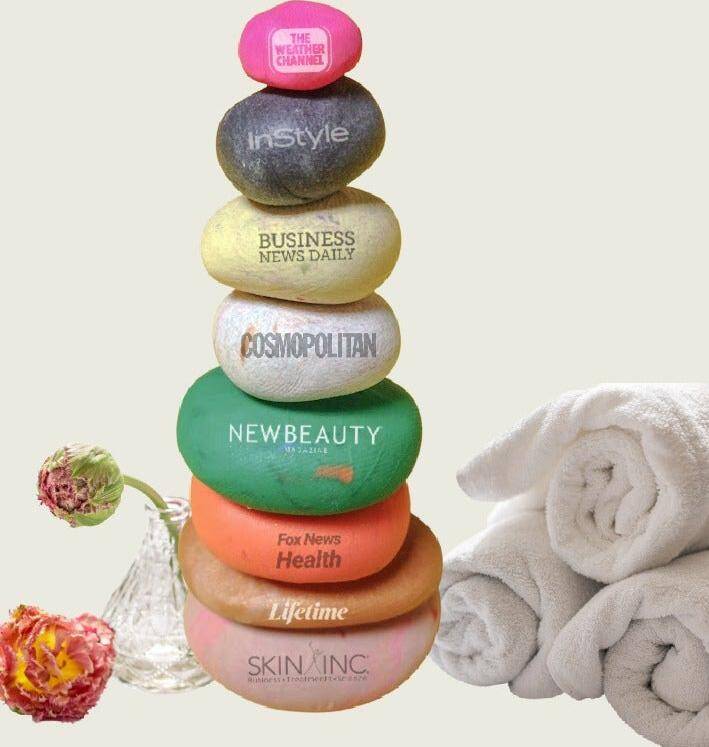 THE
WEATHER
CHANNEL
InStyle
BUSINESS
NEWS DAILY
COSMOPOLITAN
NEWBEAUTY
MAGAZINE
Fox News
Health
Lifetime
SKIN INC.
Business • Treatments • Science